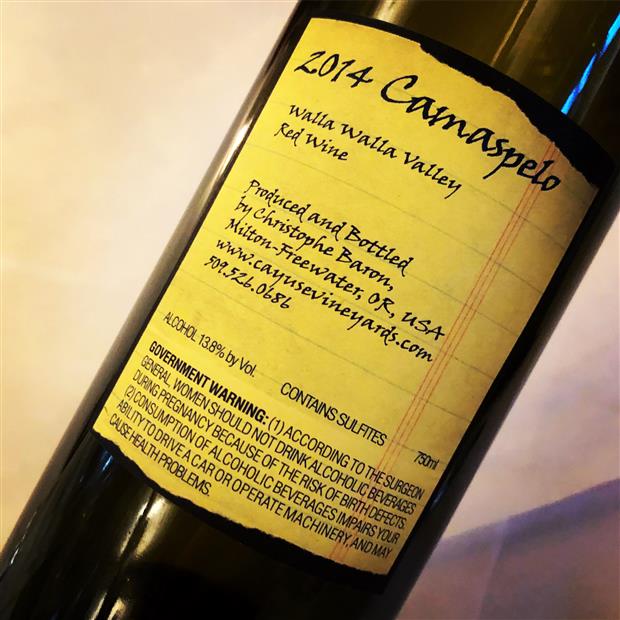 2014 Camaspelo
Walla Walla Valley
Red Wine
Produced and Bottled
by Christophe Baron,
Milton-Freewater, OR, USA
www.cayusevineyards.com
509.526.0686
ALCOHOL 13.8% by Vol. CONTAINS SULFITES 750ml
GOVERNMENT WARNING: (1) ACCORDING TO THE SURGEON
GENERAL, WOMEN SHOULD NOT DRINK ALCOHOLIC BEVERAGES
DURING PREGNANCY BECAUSE OF THE RISK OF BIRTH DEFECTS.
(2) CONSUMPTION OF ALCOHOLIC BEVERAGES IMPAIRS YOUR
ABILITY TO DRIVE A CAR OR OPERATE MACHINERY, AND MAY
CAUSE HEALTH PROBLEMS.